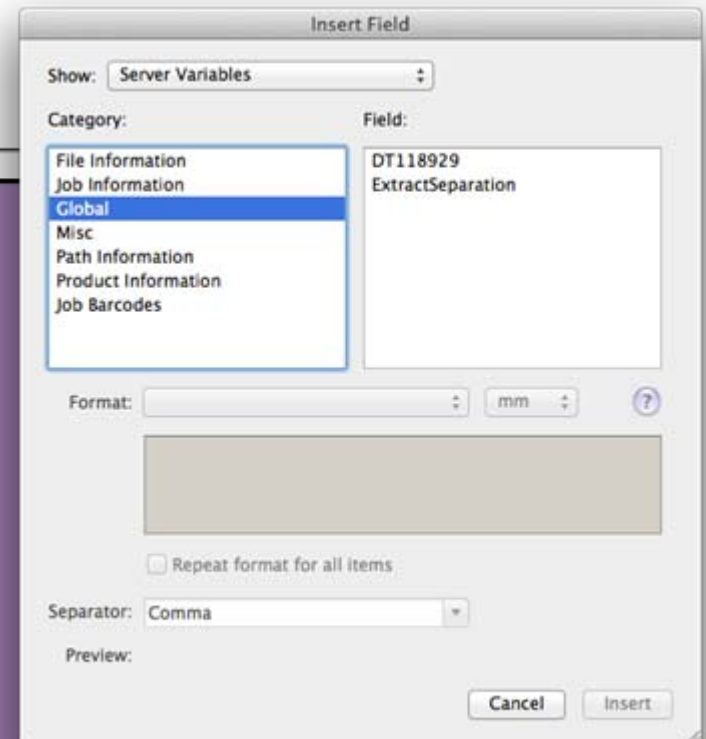 Insert Field
Show: Server Variables
Category: Field:
File Information
Job Information
Global
Misc
Path Information
Product Information
Job Barcodes
DT118929
ExtractSeparation
Format: mm ?
Repeat format for all items
Separator: Comma
Preview:
Cancel Insert